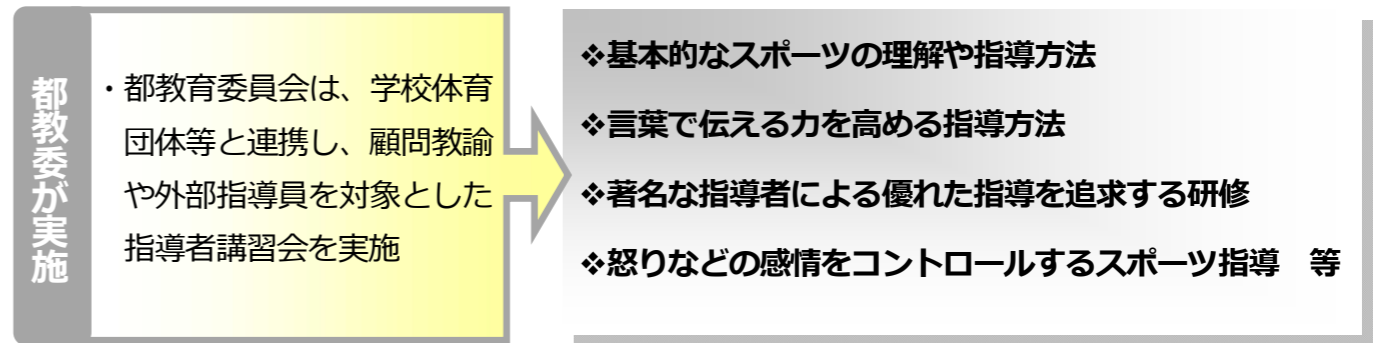 都教委が実施
・都教育委員会は、学校体育
団体等と連携し、顧問教諭
や外部指導員を対象とした
指導者講習会を実施
❖基本的なスポーツの理解や指導方法
❖言葉で伝える力を高める指導方法
❖著名な指導者による優れた指導を追求する研修
❖怒りなどの感情をコントロールするスポーツ指導　等